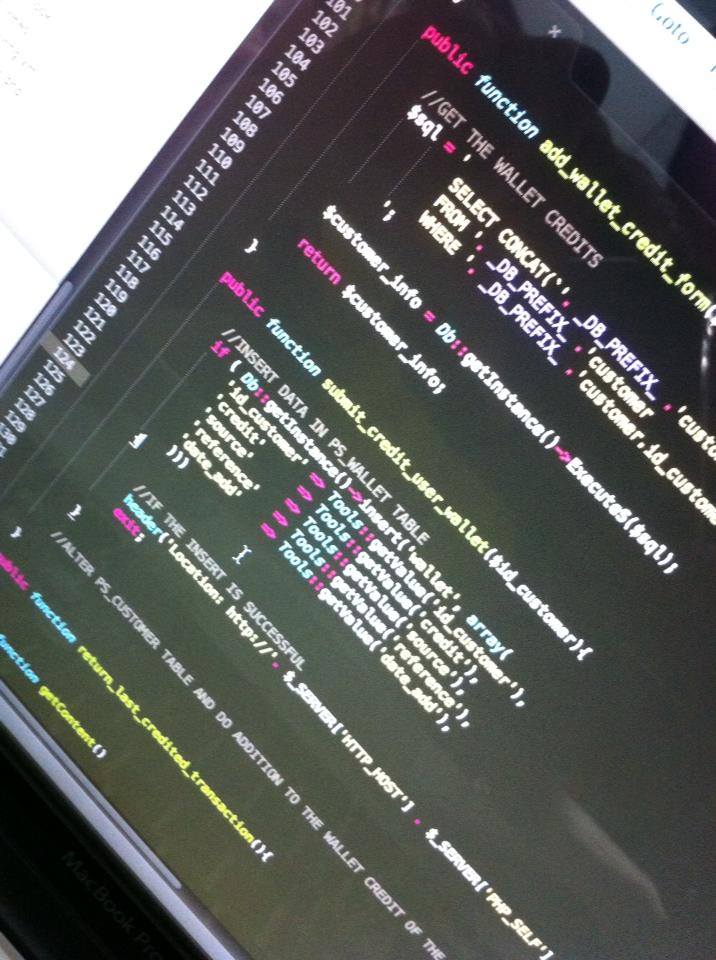 Goto
101
102
103
104
105
106
107
108
109
110
111
112
113
114
115
116
117
118
119
120
121
122
123
124
125
126
127
128
129
public function add_wallet_credit_form(
//GET THE WALLET CREDITS
$sql = '
SELECT CONCAT(`' . _DB_PREFIX_ . 'custo
FROM `' . _DB_PREFIX_ . 'customer
WHERE `' . _DB_PREFIX_ . 'customer.id_custome
';
$customer_info = Db::getInstance()->ExecuteS($sql);
return $customer_info;
}
public function submit_credit_user_wallet($id_customer){
//INSERT DATA IN PS_WALLET TABLE
if ( Db::getInstance()->insert('wallet', array(
'id_customer' => Tools::getValue('id_customer'),
'credit' => Tools::getValue('credit'),
'source' => Tools::getValue('source'),
'reference' => Tools::getValue('reference'),
'date_add' => Tools::getValue('date_add'),
)))
{
//IF THE INSERT IS SUCCESSFUL
header('Location: http://' . $_SERVER['HTTP_HOST'] . $_SERVER['PHP_SELF']
exit;
}
//ALTER PS_CUSTOMER TABLE AND DO ADDITION TO THE WALLET CREDIT OF THE
}
public function return_last_credited_transaction(){
function getContent()
MacBook Pro